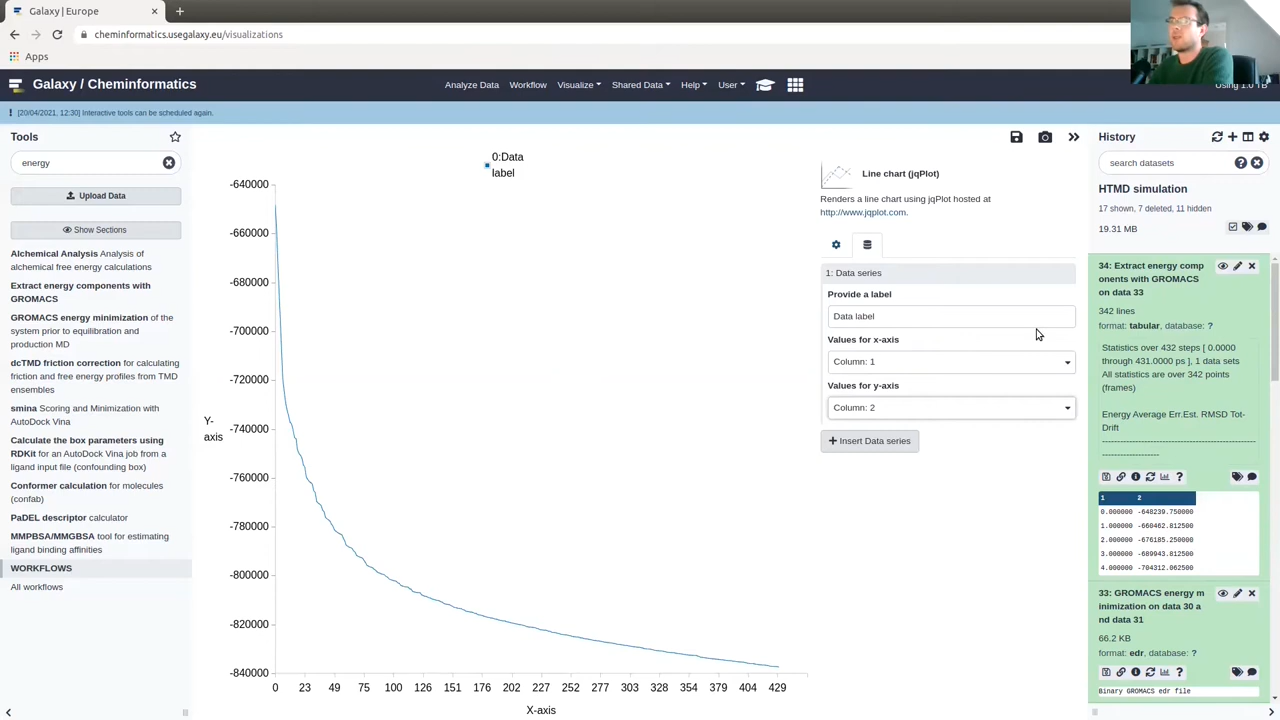 Galaxy | Europe
cheminformatics.usegalaxy.eu/visualizations
Apps
Galaxy / Cheminformatics
Analyze Data
Workflow
Visualize
Shared Data
Help
User
Using 1.0 TB
[20/04/2021, 12:30] Interactive tools can be scheduled again.
Tools
energy
Upload Data
Show Sections
Alchemical Analysis Analysis of
alchemical free energy calculations
Extract energy components with
GROMACS
GROMACS energy minimization of the
system prior to equilibration and
production MD
dcTMD friction correction for calculating
friction and free energy profiles from TMD
ensembles
smina Scoring and Minimization with
AutoDock Vina
Calculate the box parameters using
RDKit for an AutoDock Vina job from a
ligand input file (confounding box)
Conformer calculation for molecules
(confab)
PaDEL descriptor calculator
MMPBSA/MMGBSA tool for estimating
ligand binding affinities
WORKFLOWS
All workflows
0:Data
label
-640000
-660000
-680000
-700000
-720000
-740000
-760000
-780000
-800000
-820000
-840000
Y-
axis
0 23 49 75 100 126 151 176 202 227 252 277 303 328 354 379 404 429
X-axis
Line chart (jqPlot)
Renders a line chart using jqPlot hosted at
http://www.jqplot.com.
1: Data series
Provide a label
Data label
Values for x-axis
Column: 1
Values for y-axis
Column: 2
Insert Data series
History
search datasets
HTMD simulation
17 shown, 7 deleted, 11 hidden
19.31 MB
34: Extract energy comp
onents with GROMACS
on data 33
342 lines
format: tabular, database: ?
Statistics over 432 steps [ 0.0000
through 431.0000 ps ], 1 data sets
All statistics are over 342 points
(frames)
Energy Average Err.Est. RMSD Tot-
Drift
-------------------------------------------------
-------------------
1 2
0.000000 -648239.750000
1.000000 -660462.812500
2.000000 -676185.250000
3.000000 -689943.812500
4.000000 -704312.062500
33: GROMACS energy m
inimization on data 30 a
nd data 31
66.2 KB
format: edr, database: ?
Binary GROMACS edr file